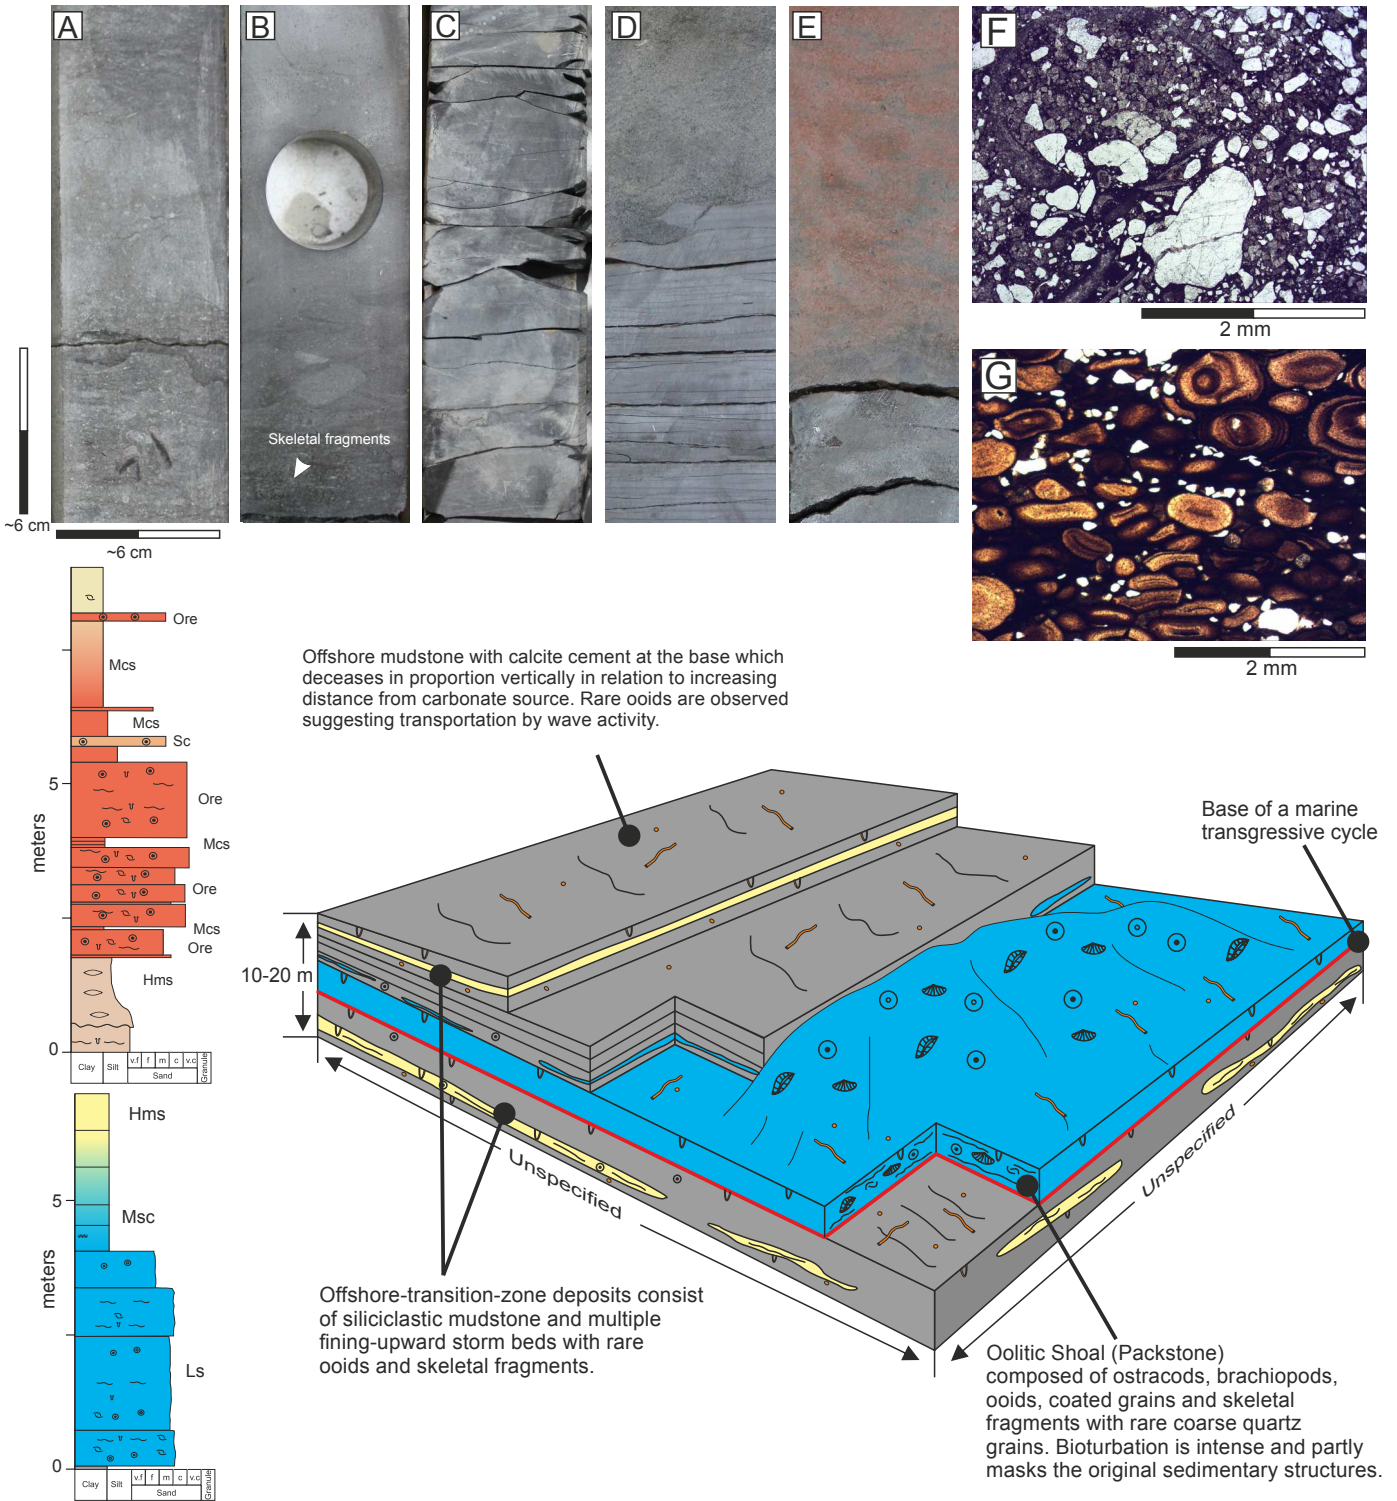 A
B
C
D
E
F
G
Skeletal fragments
~6 cm
~6 cm
2 mm
2 mm
Ore
Mcs
Mcs
Sc
5
Ore
Mcs
Ore
Mcs
Ore
Hms
meters
0
Clay
Silt
v.f
f
m
c
v.c
Sand
Granule
Hms
5
Msc
Ls
meters
0
Clay
Silt
v.f
f
m
c
v.c
Sand
Granule
Offshore mudstone with calcite cement at the base which
deceases in proportion vertically in relation to increasing
distance from carbonate source. Rare ooids are observed
suggesting transportation by wave activity.
Base of a marine
transgressive cycle
10-20 m
Unspecified
Unspecified
Offshore-transition-zone deposits consist
of siliciclastic mudstone and multiple
fining-upward storm beds with rare
ooids and skeletal fragments.
Oolitic Shoal (Packstone)
composed of ostracods, brachiopods,
ooids, coated grains and skeletal
fragments with rare coarse quartz
grains. Bioturbation is intense and partly
masks the original sedimentary structures.